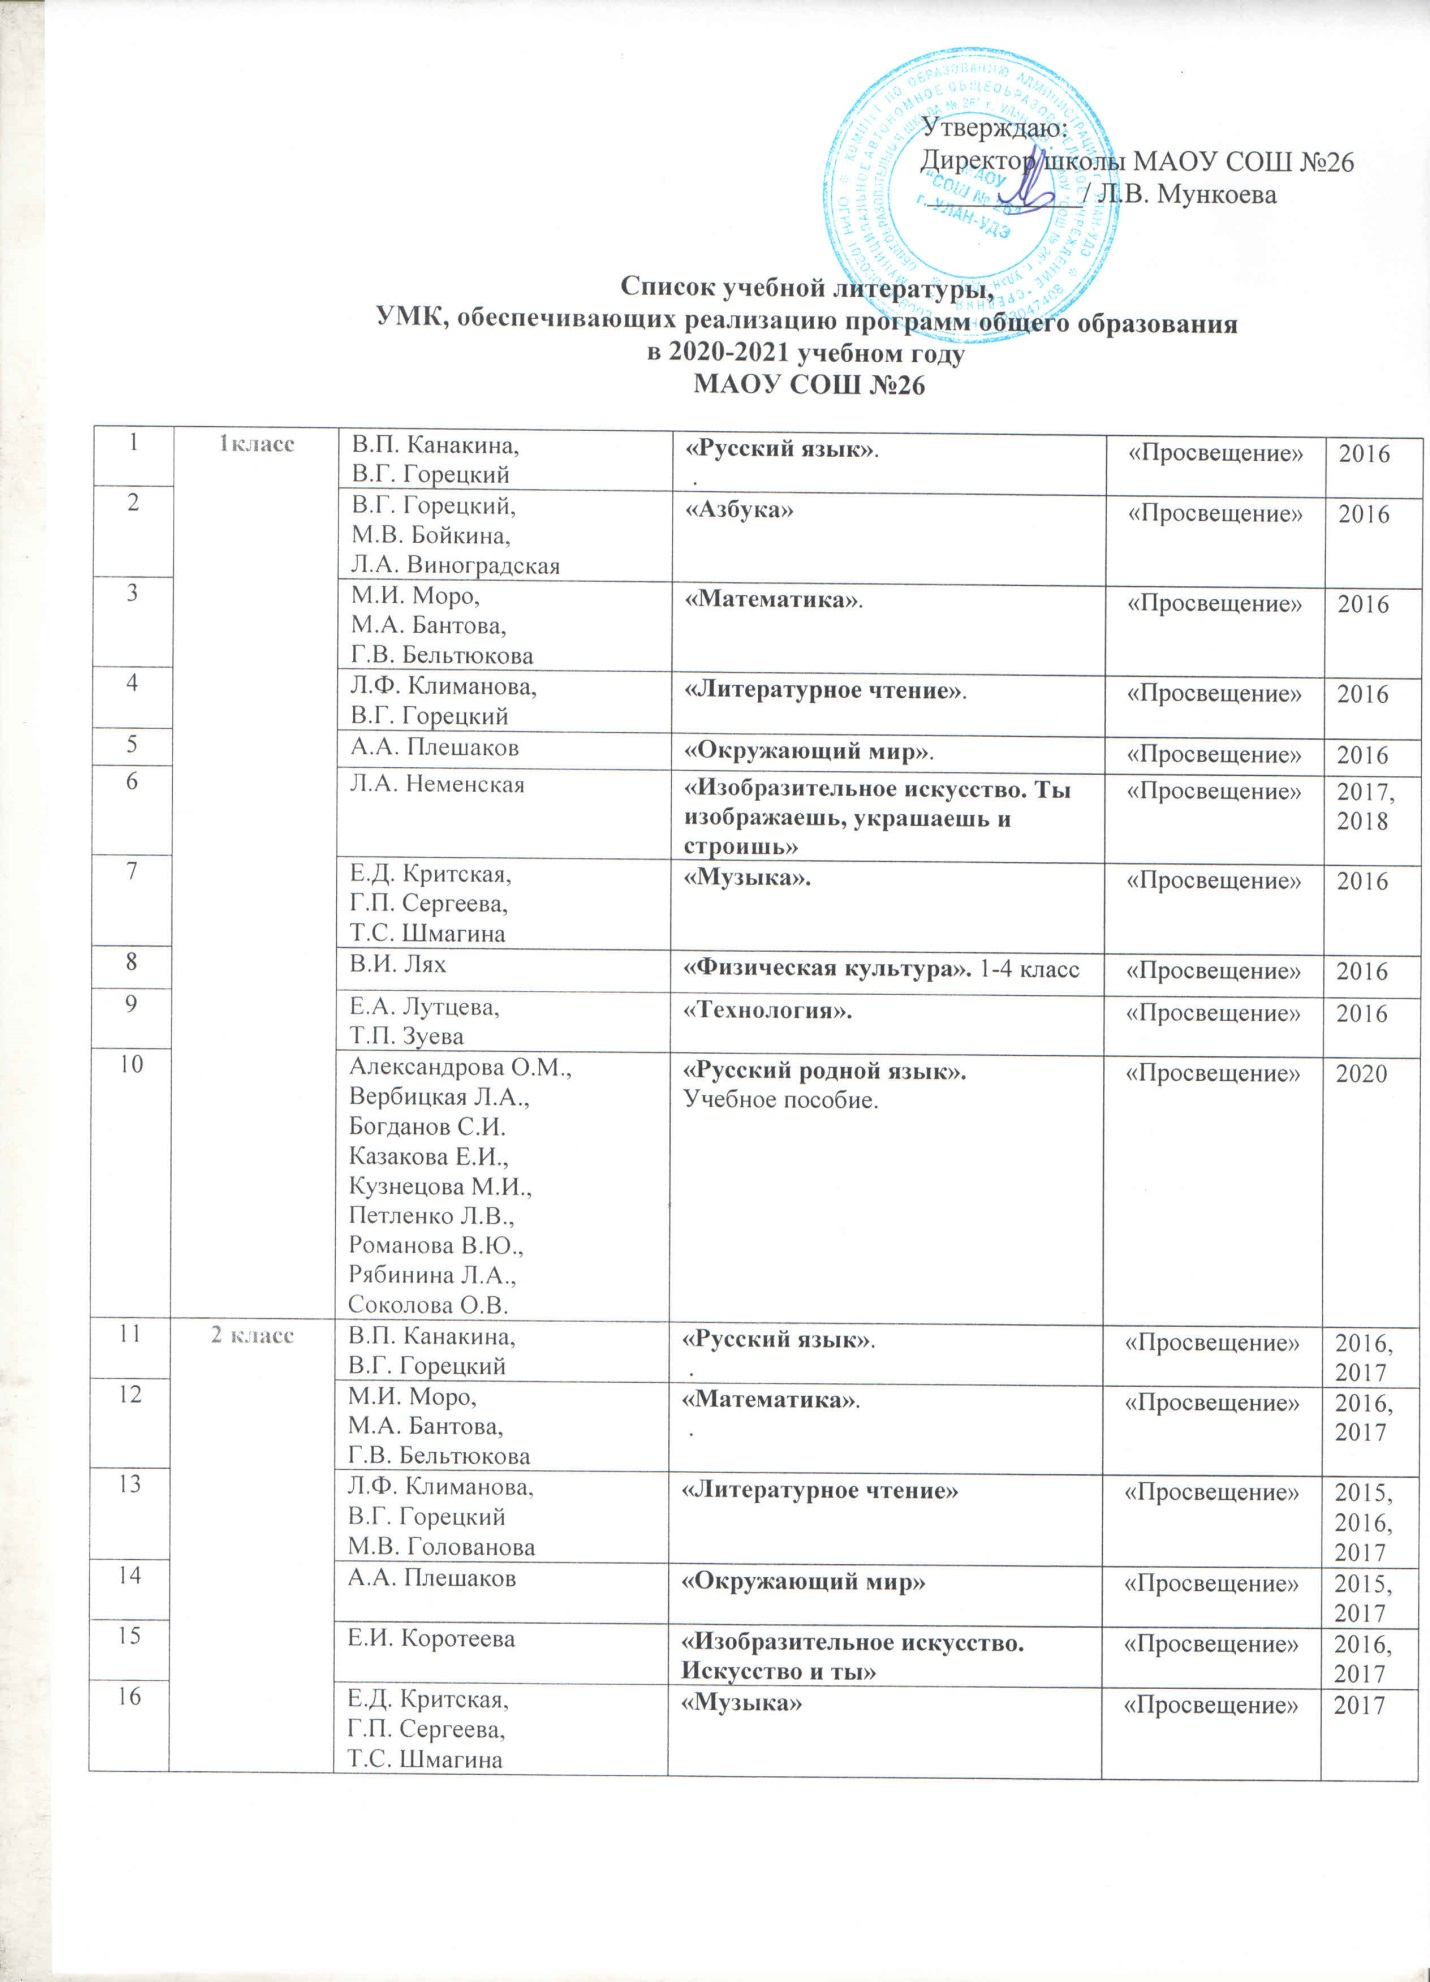 Утверждаю:
Директор школы МАОУ СОШ №26
____________/ Л.В. Мункоева
МАОУ
"СОШ № 26"
г. УЛАН-УДЭ
Список учебной литературы,
УМК, обеспечивающих реализацию программ общего образования
в 2020-2021 учебном году
МАОУ СОШ №26
1 1класс В.П. Канакина, «Русский язык». «Просвещение» 2016
В.Г. Горецкий .
2 В.Г. Горецкий, «Азбука» «Просвещение» 2016
М.В. Бойкина,
Л.А. Виноградская
3 М.И. Моро, «Математика». «Просвещение» 2016
М.А. Бантова,
Г.В. Бельтюкова
4 Л.Ф. Климанова, «Литературное чтение». «Просвещение» 2016
В.Г. Горецкий
5 А.А. Плешаков «Окружающий мир». «Просвещение» 2016
6 Л.А. Неменская «Изобразительное искусство. Ты «Просвещение» 2017,
изображаешь, украшаешь и 2018
строишь»
7 Е.Д. Критская, «Музыка». «Просвещение» 2016
Г.П. Сергеева,
Т.С. Шмагина
8 В.И. Лях «Физическая культура». 1-4 класс «Просвещение» 2016
9 Е.А. Лутцева, «Технология». «Просвещение» 2016
Т.П. Зуева
10 Александрова О.М., «Русский родной язык». «Просвещение» 2020
Вербицкая Л.А., Учебное пособие.
Богданов С.И.
Казакова Е.И.,
Кузнецова М.И.,
Петленко Л.В.,
Романова В.Ю.,
Рябинина Л.А.,
Соколова О.В.
11 2 класс В.П. Канакина, «Русский язык». «Просвещение» 2016,
В.Г. Горецкий . 2017
12 М.И. Моро, «Математика». «Просвещение» 2016,
М.А. Бантова, . 2017
Г.В. Бельтюкова
13 Л.Ф. Климанова, «Литературное чтение» «Просвещение» 2015,
В.Г. Горецкий 2016,
М.В. Голованова 2017
14 А.А. Плешаков «Окружающий мир» «Просвещение» 2015,
2017
15 Е.И. Коротеева «Изобразительное искусство. «Просвещение» 2016,
Искусство и ты» 2017
16 Е.Д. Критская, «Музыка» «Просвещение» 2017
Г.П. Сергеева,
Т.С. Шмагина